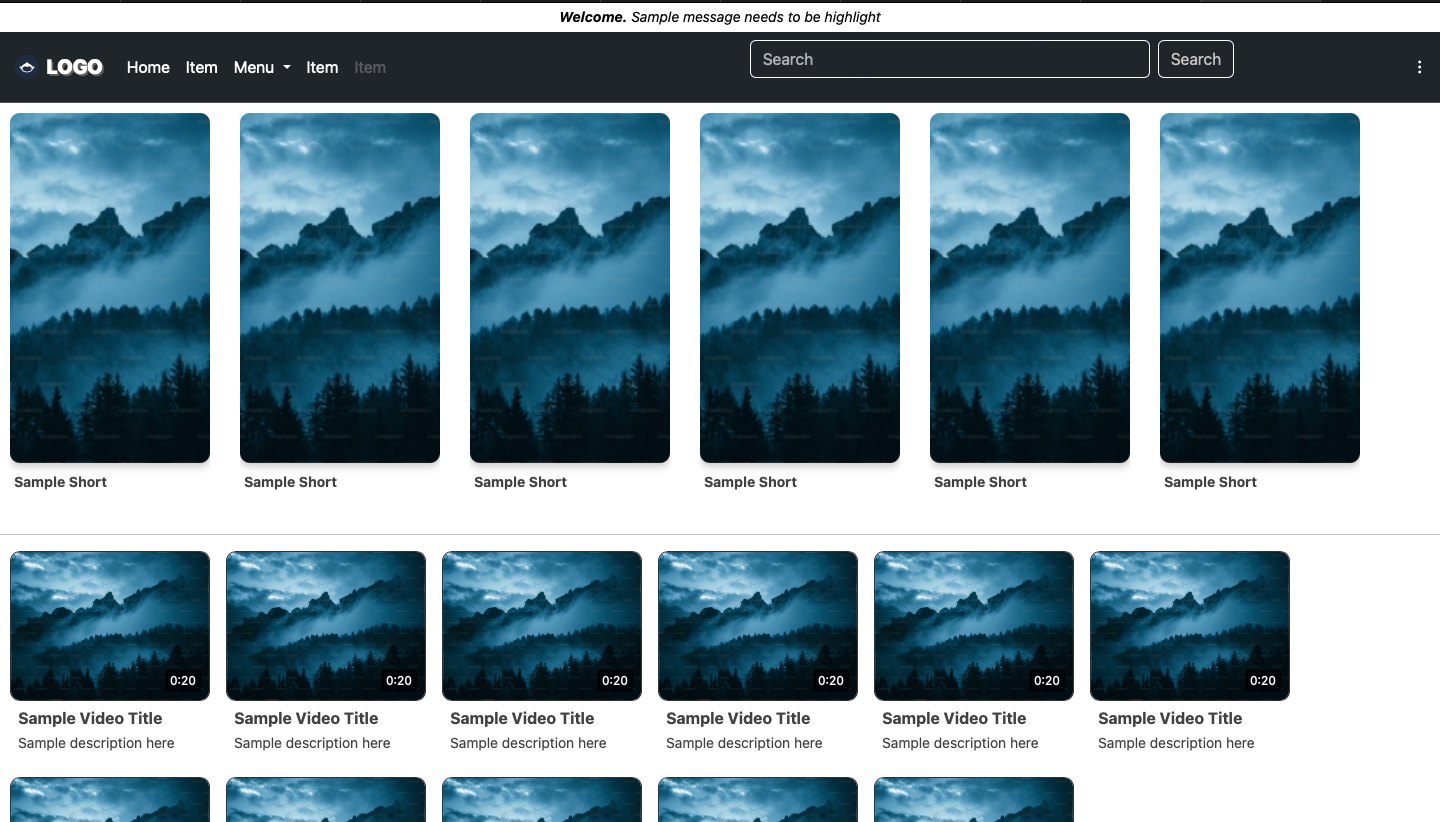 Welcome. Sample message needs to be highlight
LOGO Home Item Menu Item Item Search Search
Sample Short Sample Short Sample Short Sample Short Sample Short Sample Short
0:20 0:20 0:20 0:20 0:20 0:20
Sample Video Title Sample Video Title Sample Video Title Sample Video Title Sample Video Title Sample Video Title
Sample description here Sample description here Sample description here Sample description here Sample description here Sample description here